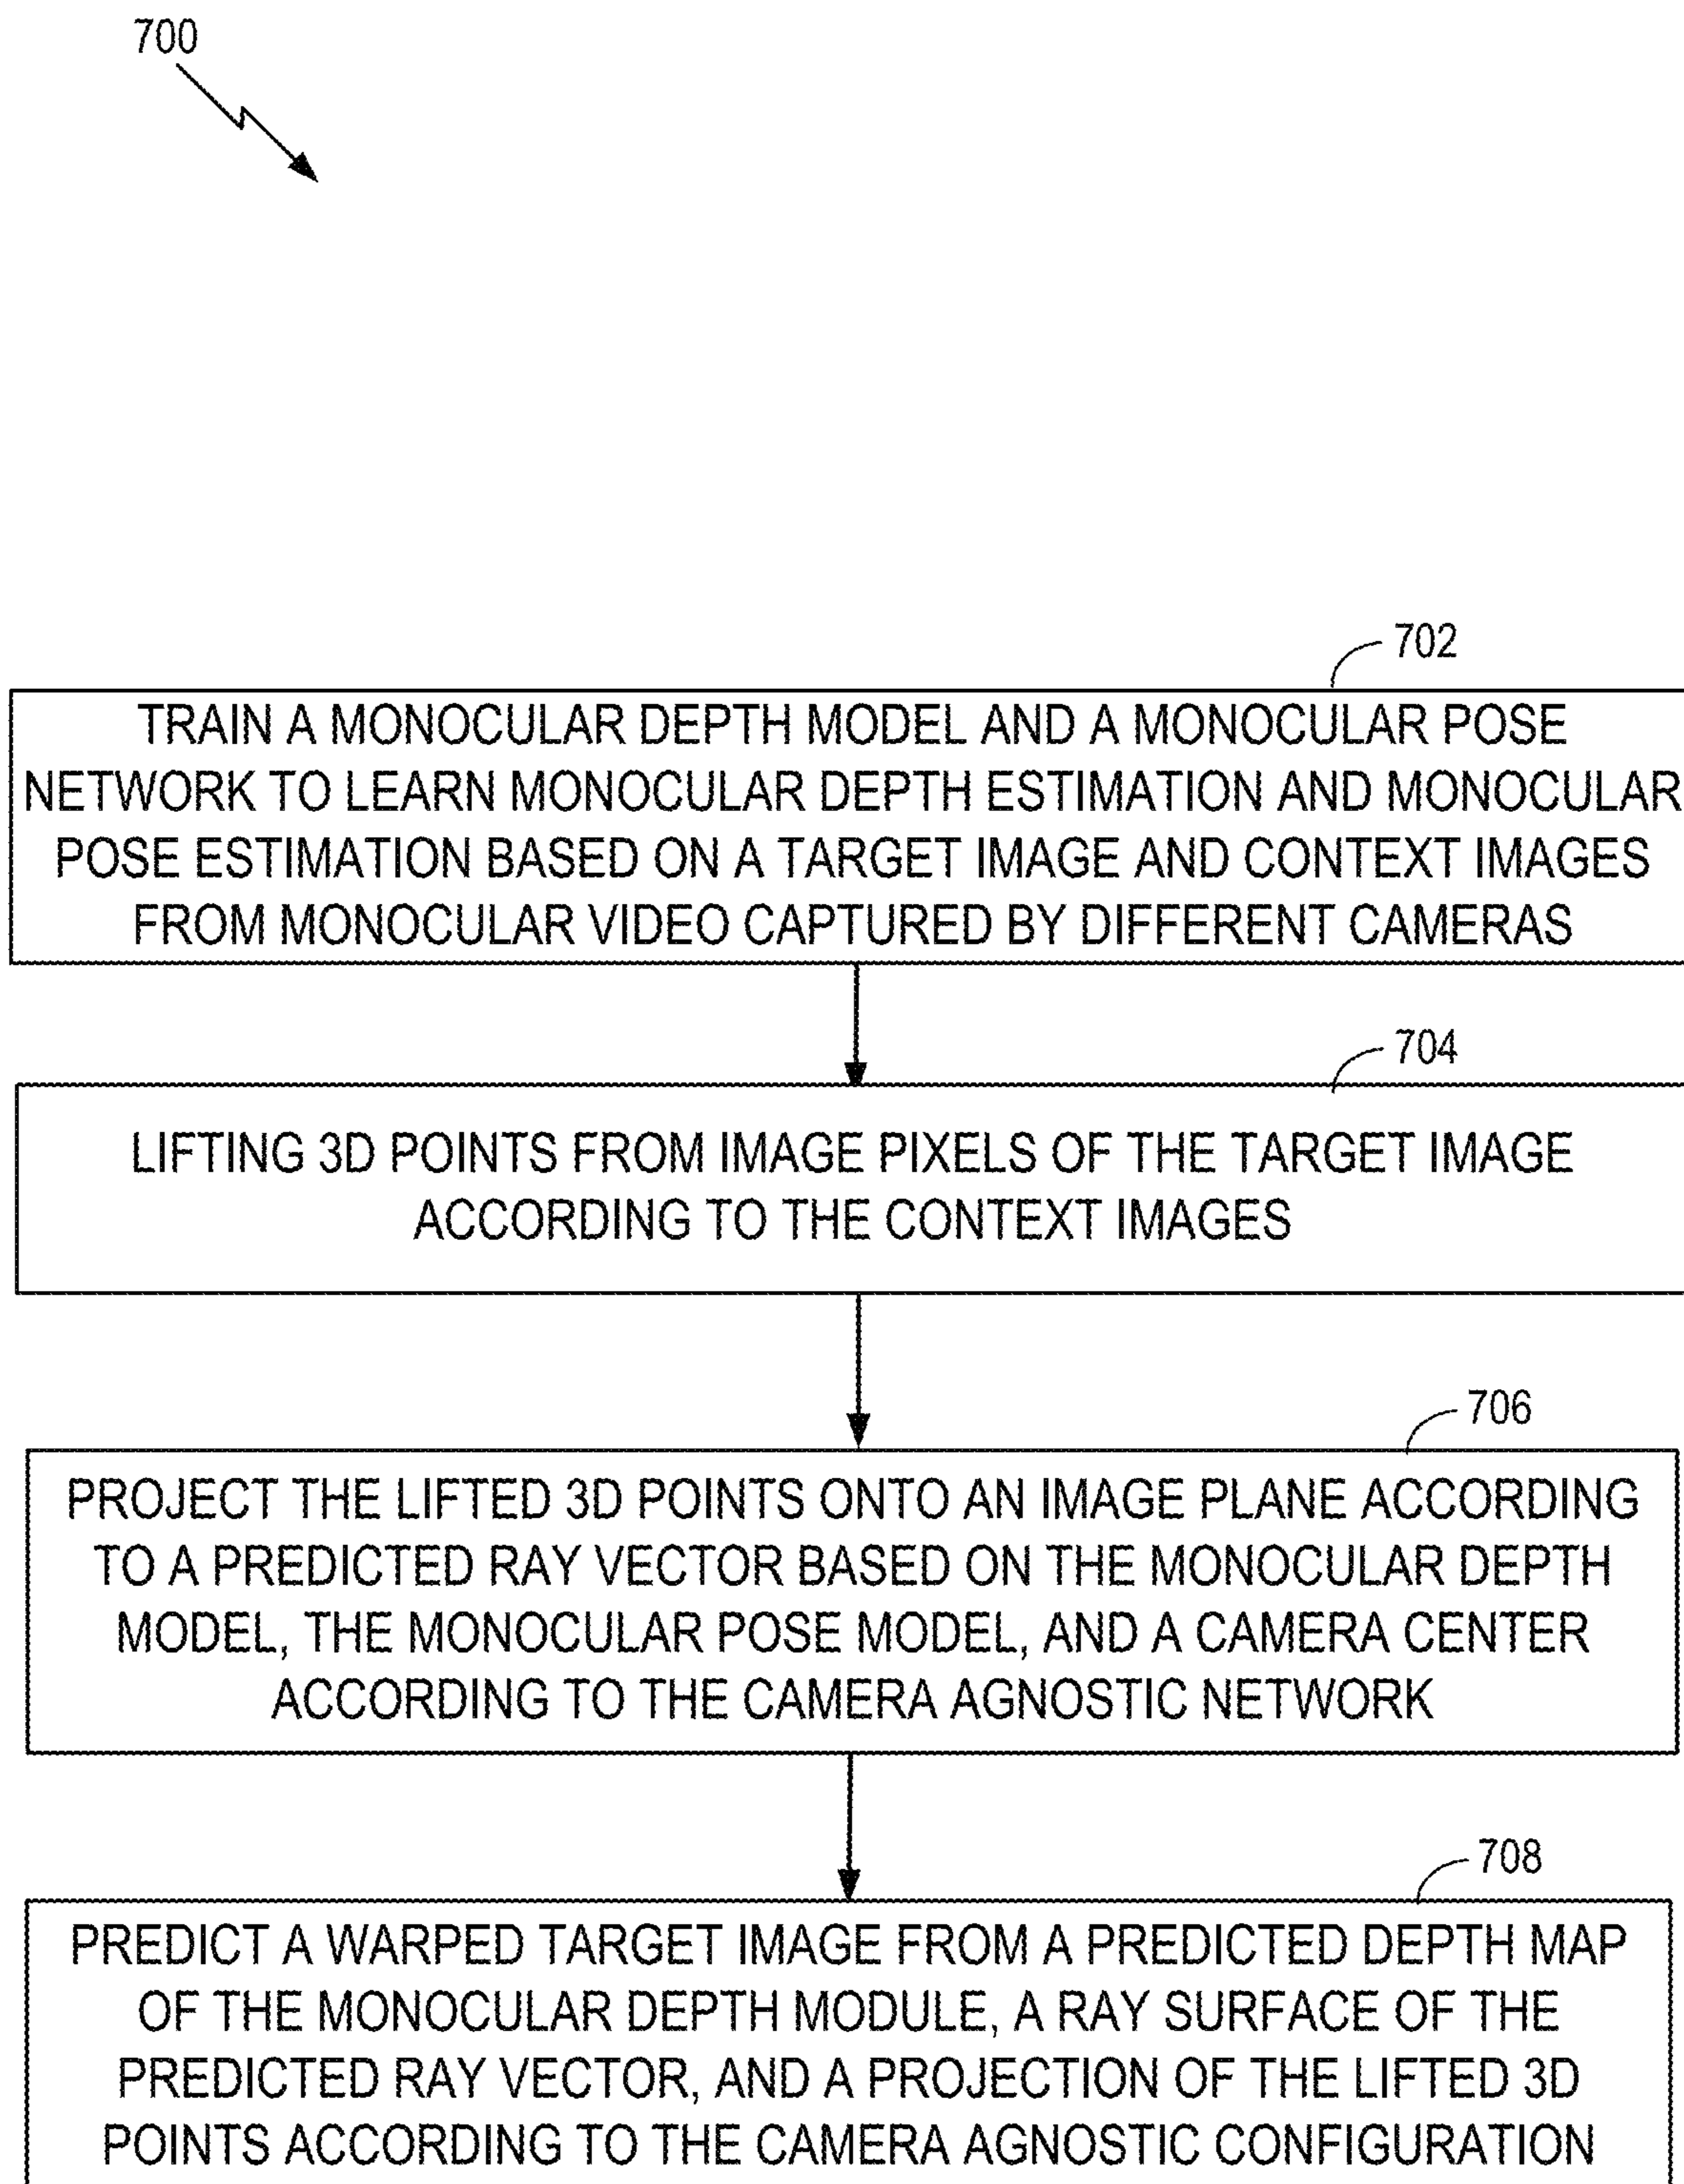 700
702
TRAIN A MONOCULAR DEPTH MODEL AND A MONOCULAR POSE
NETWORK TO LEARN MONOCULAR DEPTH ESTIMATION AND MONOCULAR
POSE ESTIMATION BASED ON A TARGET IMAGE AND CONTEXT IMAGES
FROM MONOCULAR VIDEO CAPTURED BY DIFFERENT CAMERAS
704
LIFTING 3D POINTS FROM IMAGE PIXELS OF THE TARGET IMAGE
ACCORDING TO THE CONTEXT IMAGES
706
PROJECT THE LIFTED 3D POINTS ONTO AN IMAGE PLANE ACCORDING
TO A PREDICTED RAY VECTOR BASED ON THE MONOCULAR DEPTH
MODEL, THE MONOCULAR POSE MODEL, AND A CAMERA CENTER
ACCORDING TO THE CAMERA AGNOSTIC NETWORK
708
PREDICT A WARPED TARGET IMAGE FROM A PREDICTED DEPTH MAP
OF THE MONOCULAR DEPTH MODULE, A RAY SURFACE OF THE
PREDICTED RAY VECTOR, AND A PROJECTION OF THE LIFTED 3D
POINTS ACCORDING TO THE CAMERA AGNOSTIC CONFIGURATION